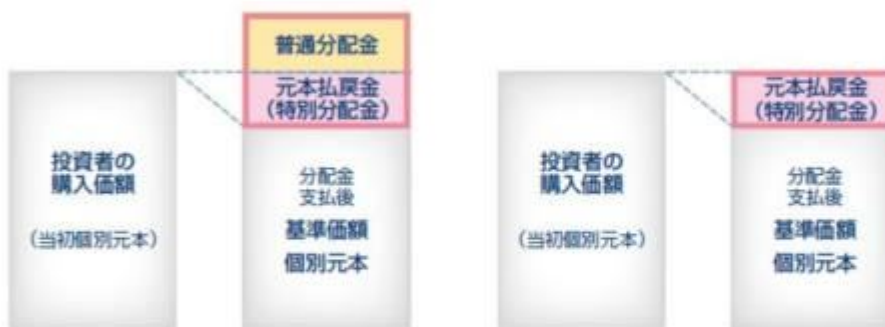 普通分配金
元本払戻金
(特別分配金)
投資者の
購入価額
(当初個別元本)
分配金
支払後
基準価額
個別元本
元本払戻金
(特別分配金)
投資者の
購入価額
(当初個別元本)
分配金
支払後
基準価額
個別元本